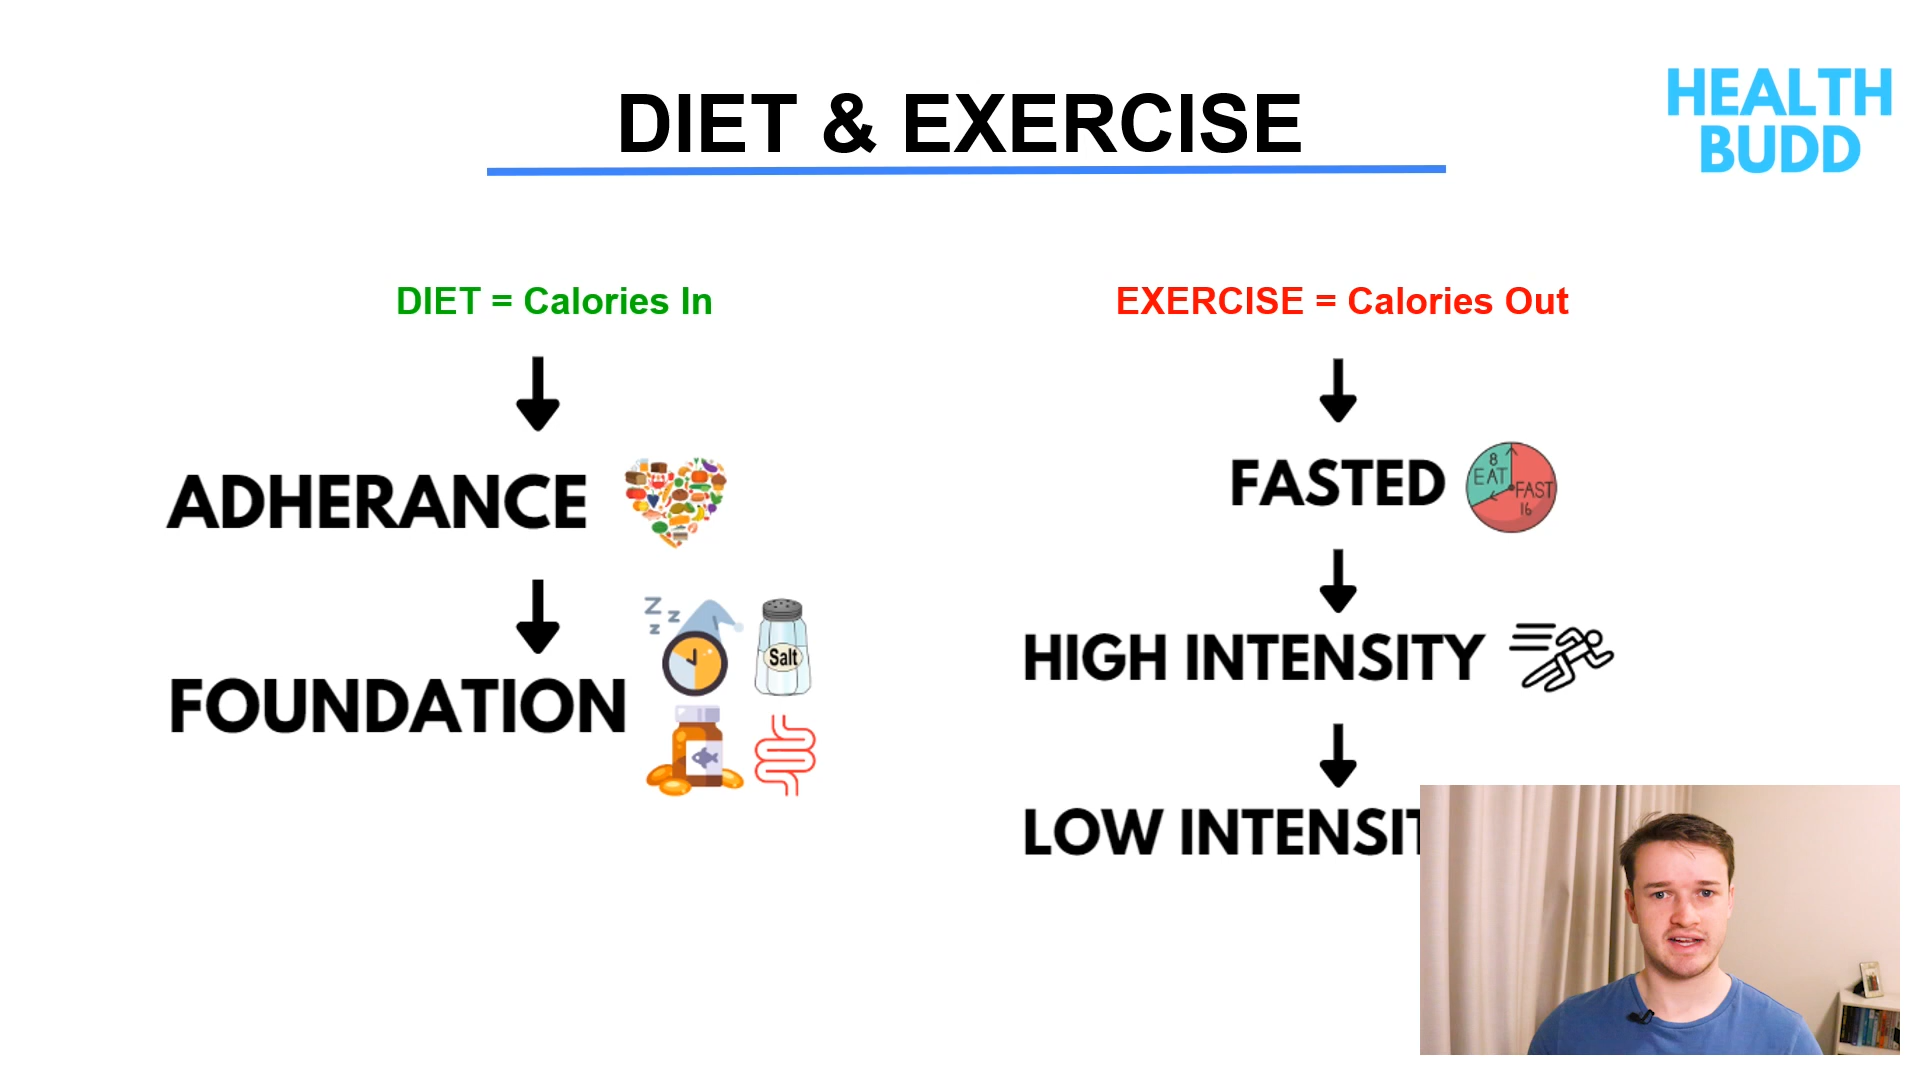 DIET & EXERCISE
HEALTH
BUDD
DIET = Calories In
EXERCISE = Calories Out
ADHERANCE
FASTED
8
EAT
FAST
16
HIGH INTENSITY
Z
Z
Z
Salt
FOUNDATION
LOW INTENSIT